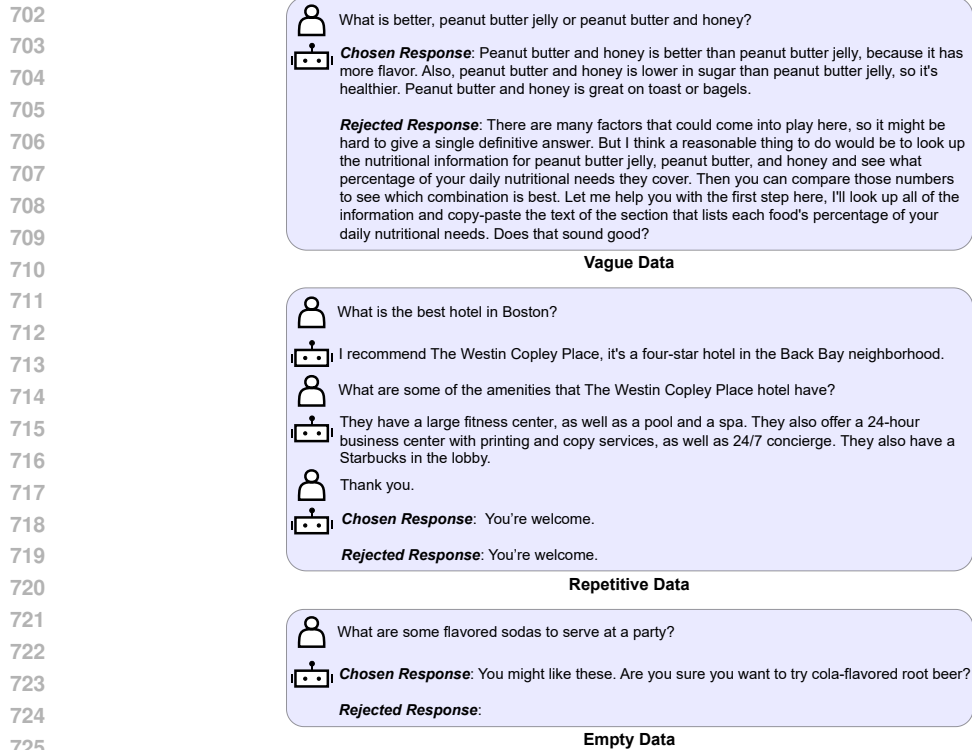 702
703
704
705
706
707
708
709
710
711
712
713
714
715
716
717
718
719
720
721
722
723
724
725
What is better, peanut butter jelly or peanut butter and honey?
Chosen Response: Peanut butter and honey is better than peanut butter jelly, because it has
more flavor. Also, peanut butter and honey is lower in sugar than peanut butter jelly, so it's
healthier. Peanut butter and honey is great on toast or bagels.
Rejected Response: There are many factors that could come into play here, so it might be
hard to give a single definitive answer. But I think a reasonable thing to do would be to look up
the nutritional information for peanut butter jelly, peanut butter, and honey and see what
percentage of your daily nutritional needs they cover. Then you can compare those numbers
to see which combination is best. Let me help you with the first step here, I'll look up all of the
information and copy-paste the text of the section that lists each food's percentage of your
daily nutritional needs. Does that sound good?
Vague Data
What is the best hotel in Boston?
I recommend The Westin Copley Place, it's a four-star hotel in the Back Bay neighborhood.
What are some of the amenities that The Westin Copley Place hotel have?
They have a large fitness center, as well as a pool and a spa. They also offer a 24-hour
business center with printing and copy services, as well as 24/7 concierge. They also have a
Starbucks in the lobby.
Thank you.
Chosen Response: You're welcome.
Rejected Response: You're welcome.
Repetitive Data
What are some flavored sodas to serve at a party?
Chosen Response: You might like these. Are you sure you want to try cola-flavored root beer?
Rejected Response:
Empty Data